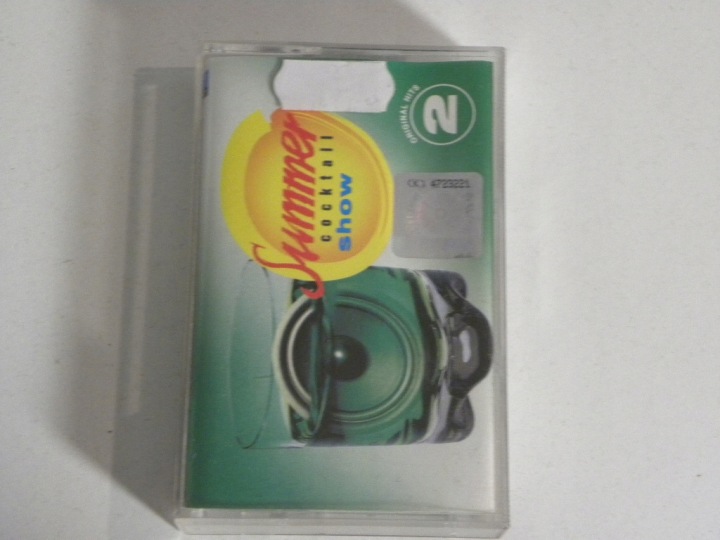 ORIGINAL HITS
2
Summer
cocktail
show
4723221